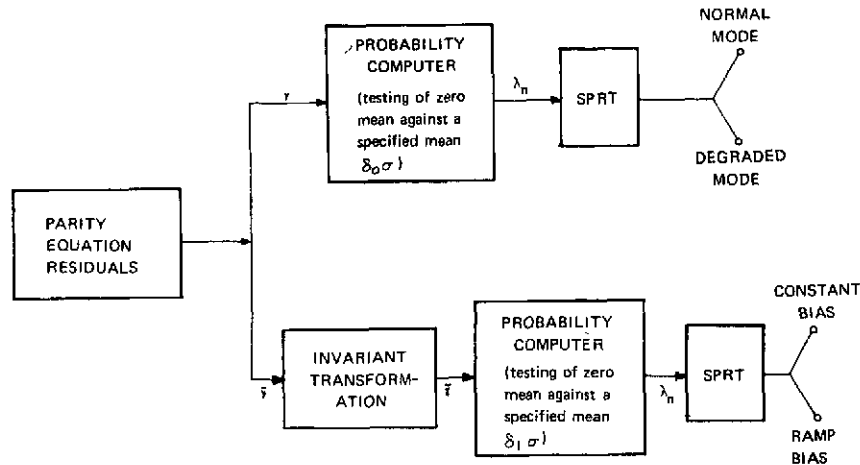 NORMAL
MODE
PROBABILITY
COMPUTER
(testing of zero
mean against a
specified mean
δ₀σ)
γ
λn
SPRT
DEGRADED
MODE
PARITY
EQUATION
RESIDUALS
CONSTANT
BIAS
INVARIANT
TRANSFORM-
ATION
PROBABILITY
COMPUTER
(testing of zero
mean against a
specified mean
δ₁σ)
λn
SPRT
RAMP
BIAS